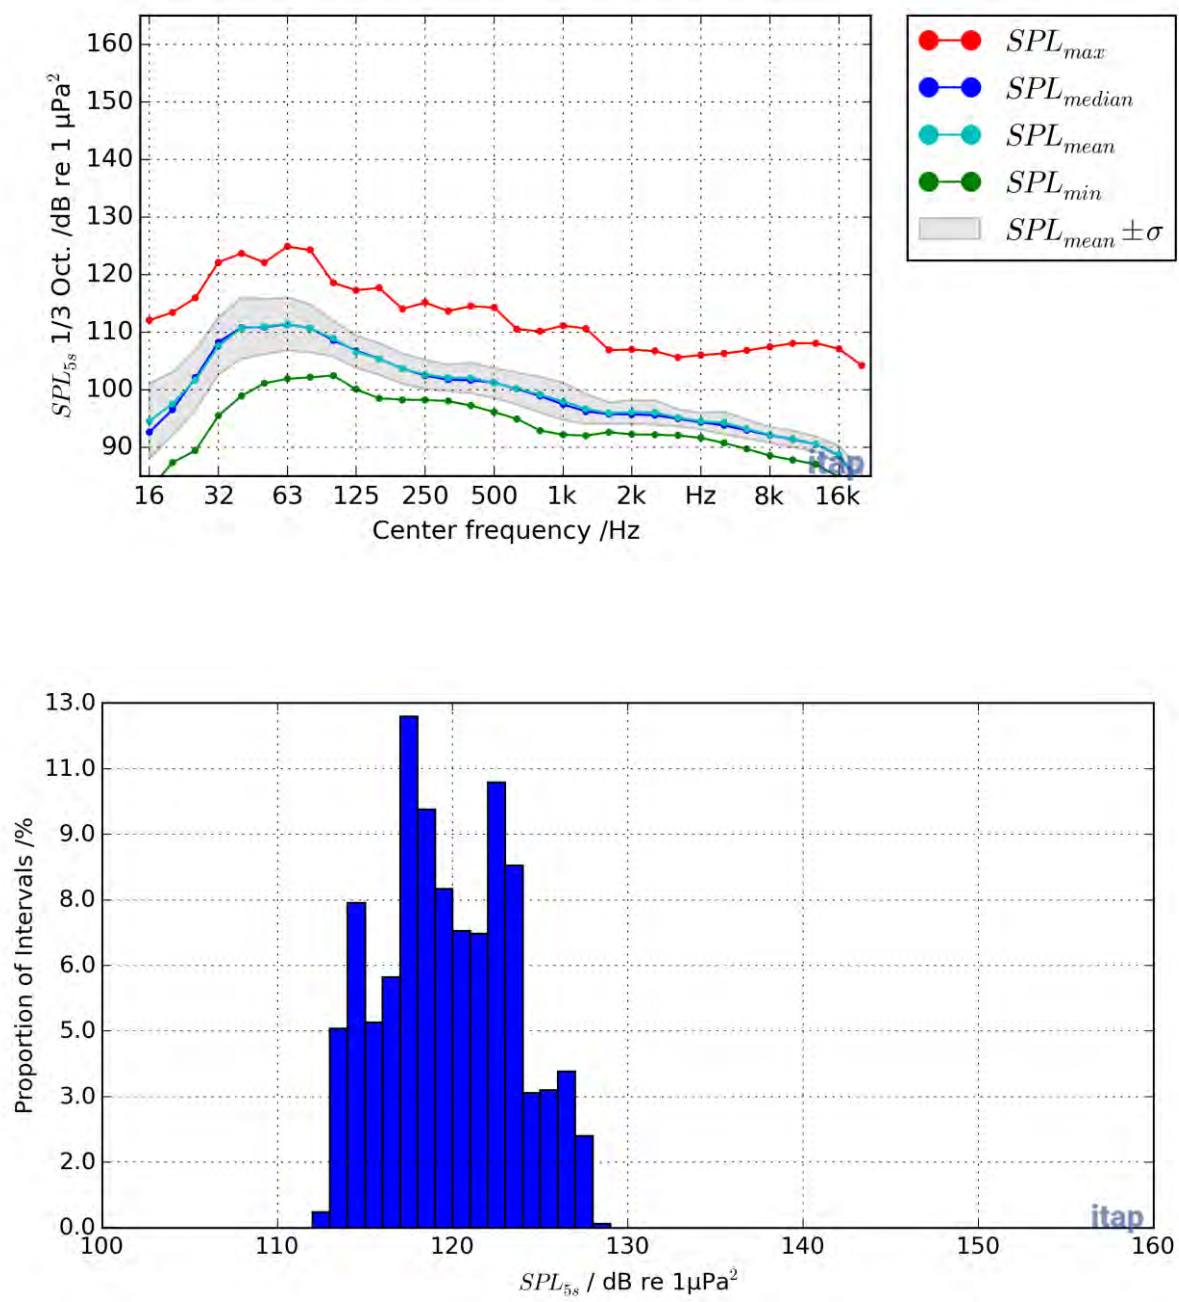 160
150
140
130
120
110
100
90
SPL5s 1/3 Oct. /dB re 1 µPa²
16 32 63 125 250 500 1k 2k Hz 8k 16k
Center frequency /Hz
itap
SPLmax
SPLmedian
SPLmean
SPLmin
SPLmean ±σ
13.0
11.0
9.0
8.0
6.0
5.0
3.0
2.0
0.0
Proportion of Intervals /%
100 110 120 130 140 150 160
SPL5s / dB re 1µPa²
itap